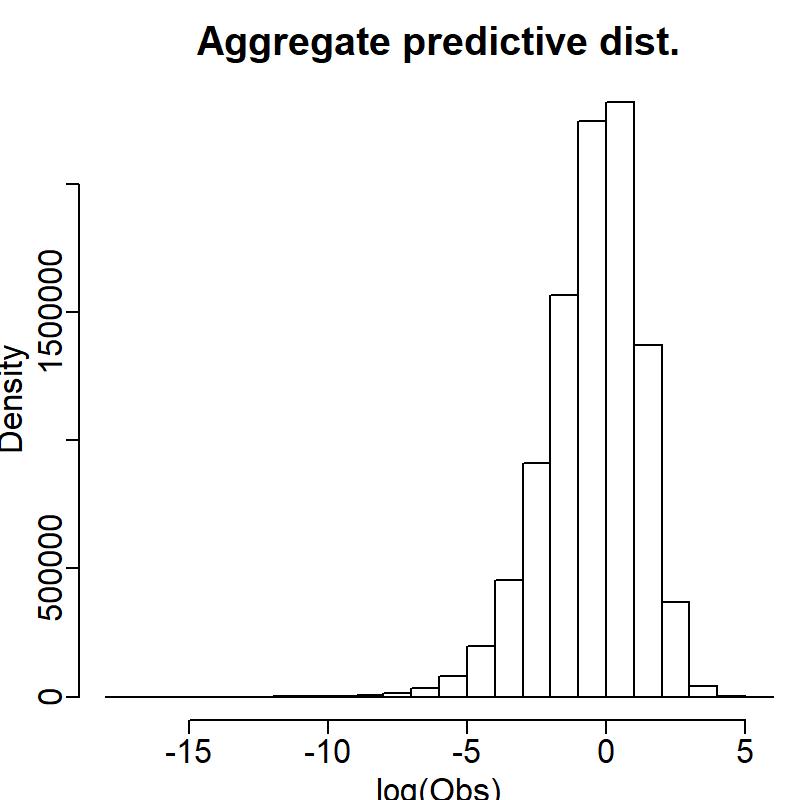 Aggregate predictive dist.
Density
1500000
500000
0
-15 -10 -5 0 5
log(Obs)